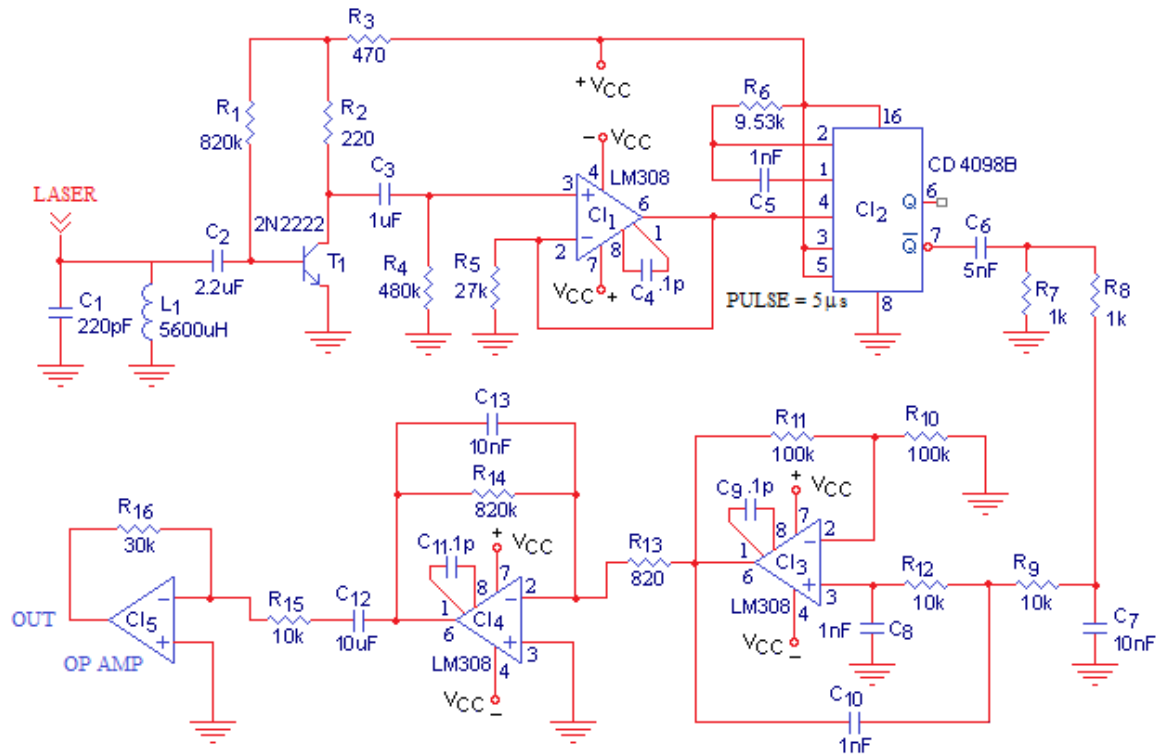 R3
470
+ VCC
R1
820k
R2
220
R6
9.53k
16
2
1nF
1
C5
CD 4098B
6
Q
4
CI2
Q
7
3
5
8
C6
5nF
PULSE = 5µs
R7
1k
R8
1k
LASER
C3
1uF
2N2222
T1
C2
2.2uF
C1
220pF
L1
5600uH
R4
480k
R5
27k
− VCC
4
LM308
3
+
CI1
6
−
2
1
8
7
VCC +
C4 .1p
C13
10nF
R14
820k
R16
30k
C11 .1p
+
VCC
7
8
1
2
−
CI4
6
+
3
LM308
4
VCC −
C12
10uF
R15
10k
−
CI5
+
OUT
OP AMP
R11
100k
R10
100k
C9 .1p
+
VCC
7
8
1
2
−
CI3
6
+
3
LM308
4
VCC −
R13
820
R12
10k
R9
10k
1nF
C8
C7
10nF
C10
1nF